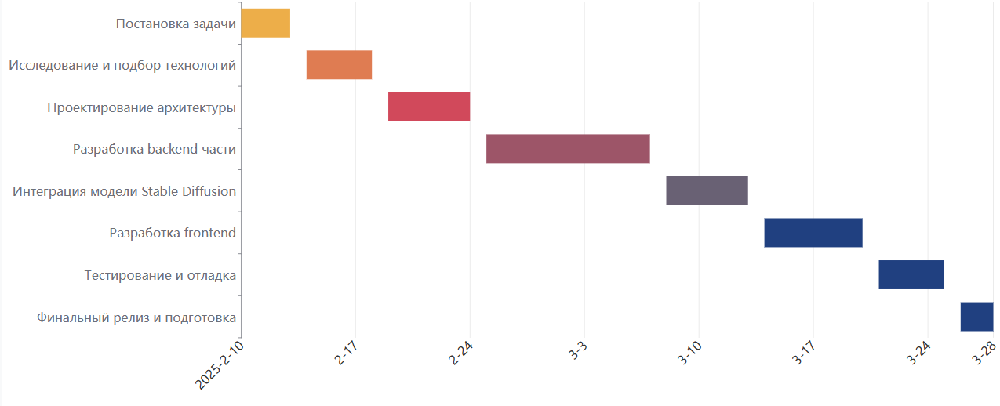 Постановка задачи
Исследование и подбор технологий
Проектирование архитектуры
Разработка backend части
Интеграция модели Stable Diffusion
Разработка frontend
Тестирование и отладка
Финальный релиз и подготовка
2025-2-10
2-17
2-24
3-3
3-10
3-17
3-24
3-28